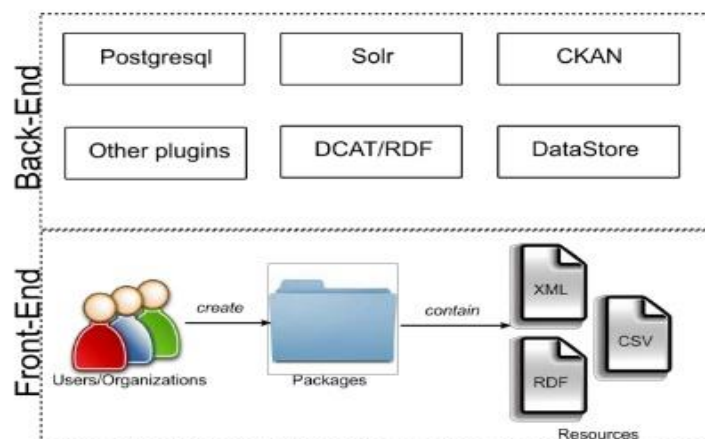 Back-End
Postgresql
Solr
CKAN
Other plugins
DCAT/RDF
DataStore
Front-End
create
contain
XML
CSV
RDF
Users/Organizations
Packages
Resources